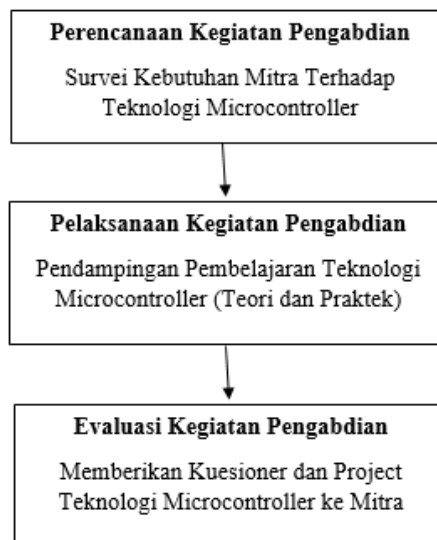 Perencanaan Kegiatan Pengabdian
Survei Kebutuhan Mitra Terhadap
Teknologi Microcontroller
Pelaksanaan Kegiatan Pengabdian
Pendampingan Pembelajaran Teknologi
Microcontroller (Teori dan Praktek)
Evaluasi Kegiatan Pengabdian
Memberikan Kuesioner dan Project
Teknologi Microcontroller ke Mitra